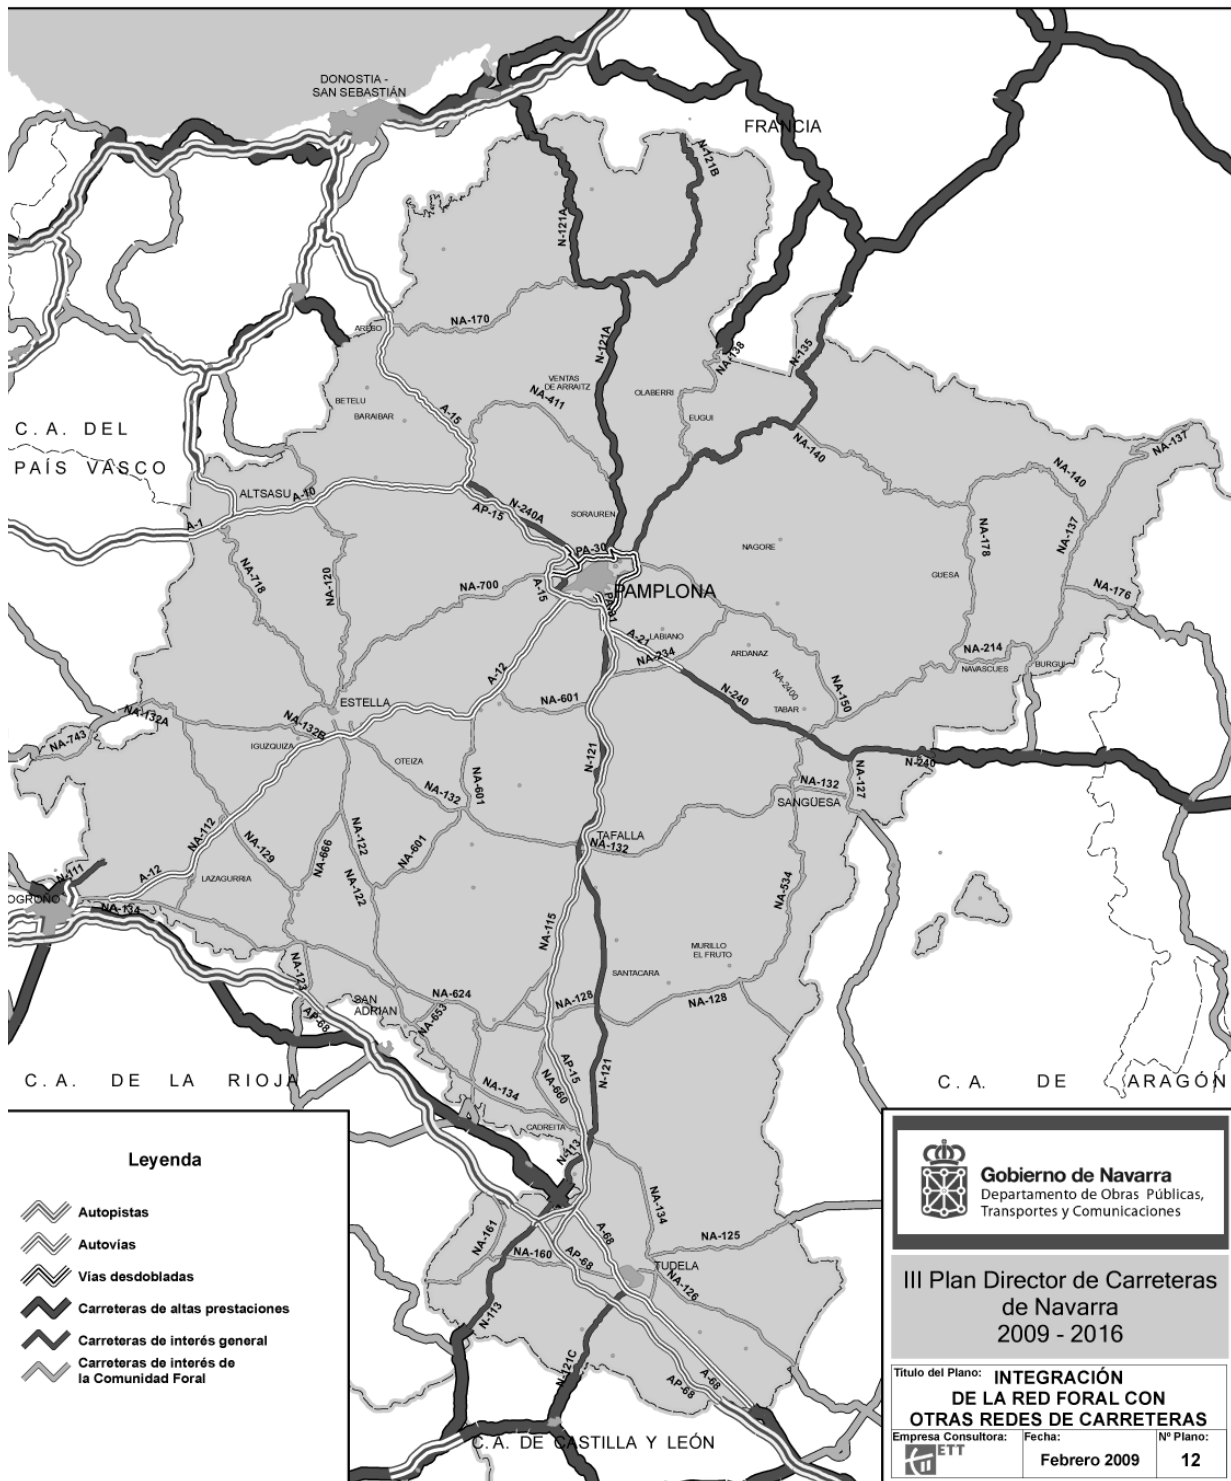 DONOSTIA -
SAN SEBASTIÁN
FRANCIA
N-121B
N-121A
NA-170
ARESO
N-121A
NA-138
N-135
VENTAS
DE ARRAITZ
NA-411
OLABERRI
EUGUI
BETELU
BARAIBAR
A-15
C. A. DEL
PAÍS VASCO
NA-140
NA-137
NA-140
ALTSASU
A-10
N-240A
AP-15
SORAUREN
A-1
NA-178
NA-137
NAGORE
PA-30
NA-718
NA-120
NA-700
A-15
PAMPLONA
GUESA
NA-176
A-21
LABIANO
NA-234
ARDANAZ
NA-214
NAVASCUES
BURGUI
A-12
NA-2400
N-240
TABAR
NA-150
ESTELLA
NA-601
NA-132A
NA-132B
NA-743
IGUZQUIZA
OTEIZA
N-121
N-240
NA-132
NA-601
NA-132
NA-127
SANGÜESA
NA-112
NA-129
NA-666
NA-122
NA-601
TAFALLA
NA-132
N-111
A-12
LAZAGURRIA
NA-122
NA-534
OGROÑO
NA-134
NA-115
MURILLO
EL FRUTO
SANTACARA
NA-123
NA-624
NA-128
NA-128
SAN
ADRIAN
AP-68
NA-653
AP-15
N-121
C. A. DE LA RIOJA
C. A. DE ARAGÓN
NA-134
NA-660
CADREITA
N-113
NA-134
NA-161
A-68
NA-125
NA-160
AP-68
TUDELA
NA-126
N-113
N-121C
AP-68
A-68
C. A. DE CASTILLA Y LEÓN
Leyenda
Autopistas
Autovías
Vías desdobladas
Carreteras de altas prestaciones
Carreteras de interés general
Carreteras de interés de
la Comunidad Foral
Gobierno de Navarra
Departamento de Obras Públicas,
Transportes y Comunicaciones
III Plan Director de Carreteras
de Navarra
2009 - 2016
Titulo del Plano: INTEGRACIÓN
DE LA RED FORAL CON
OTRAS REDES DE CARRETERAS
Empresa Consultora:
ETT
Fecha:
Febrero 2009
Nº Plano:
12